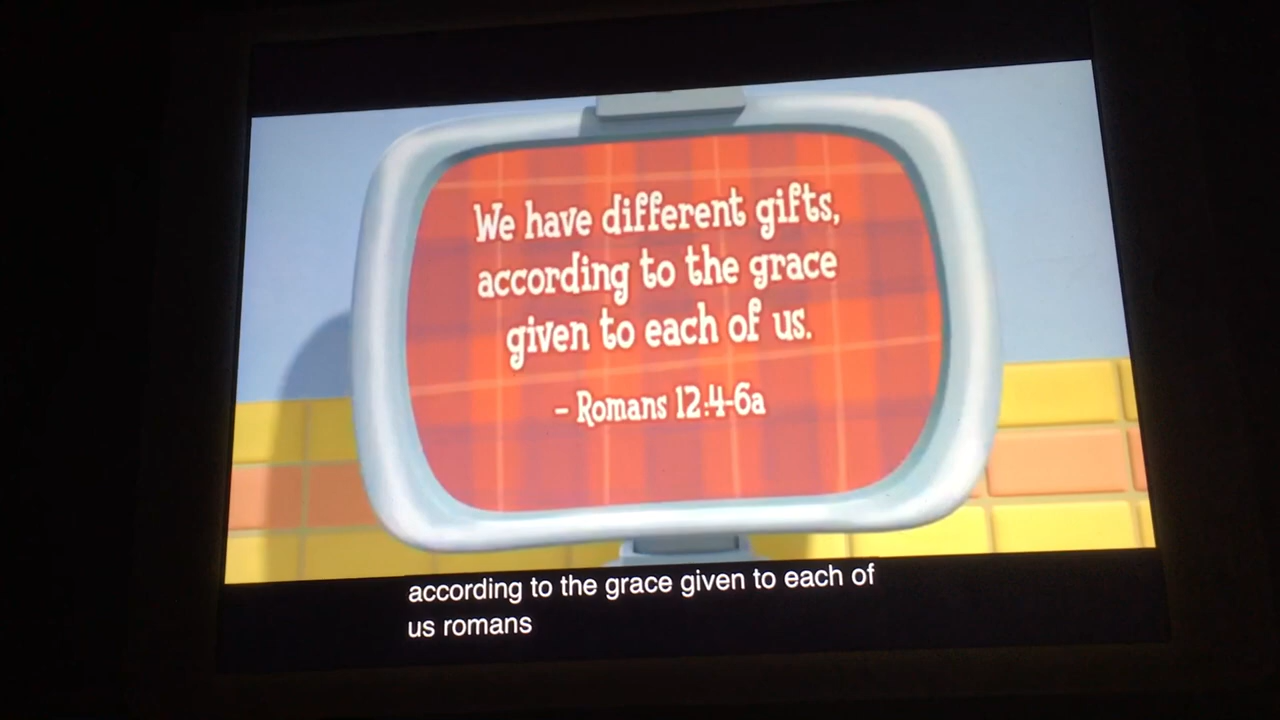 We have different gifts,
according to the grace
given to each of us.
– Romans 12:4-6a
according to the grace given to each of
us romans